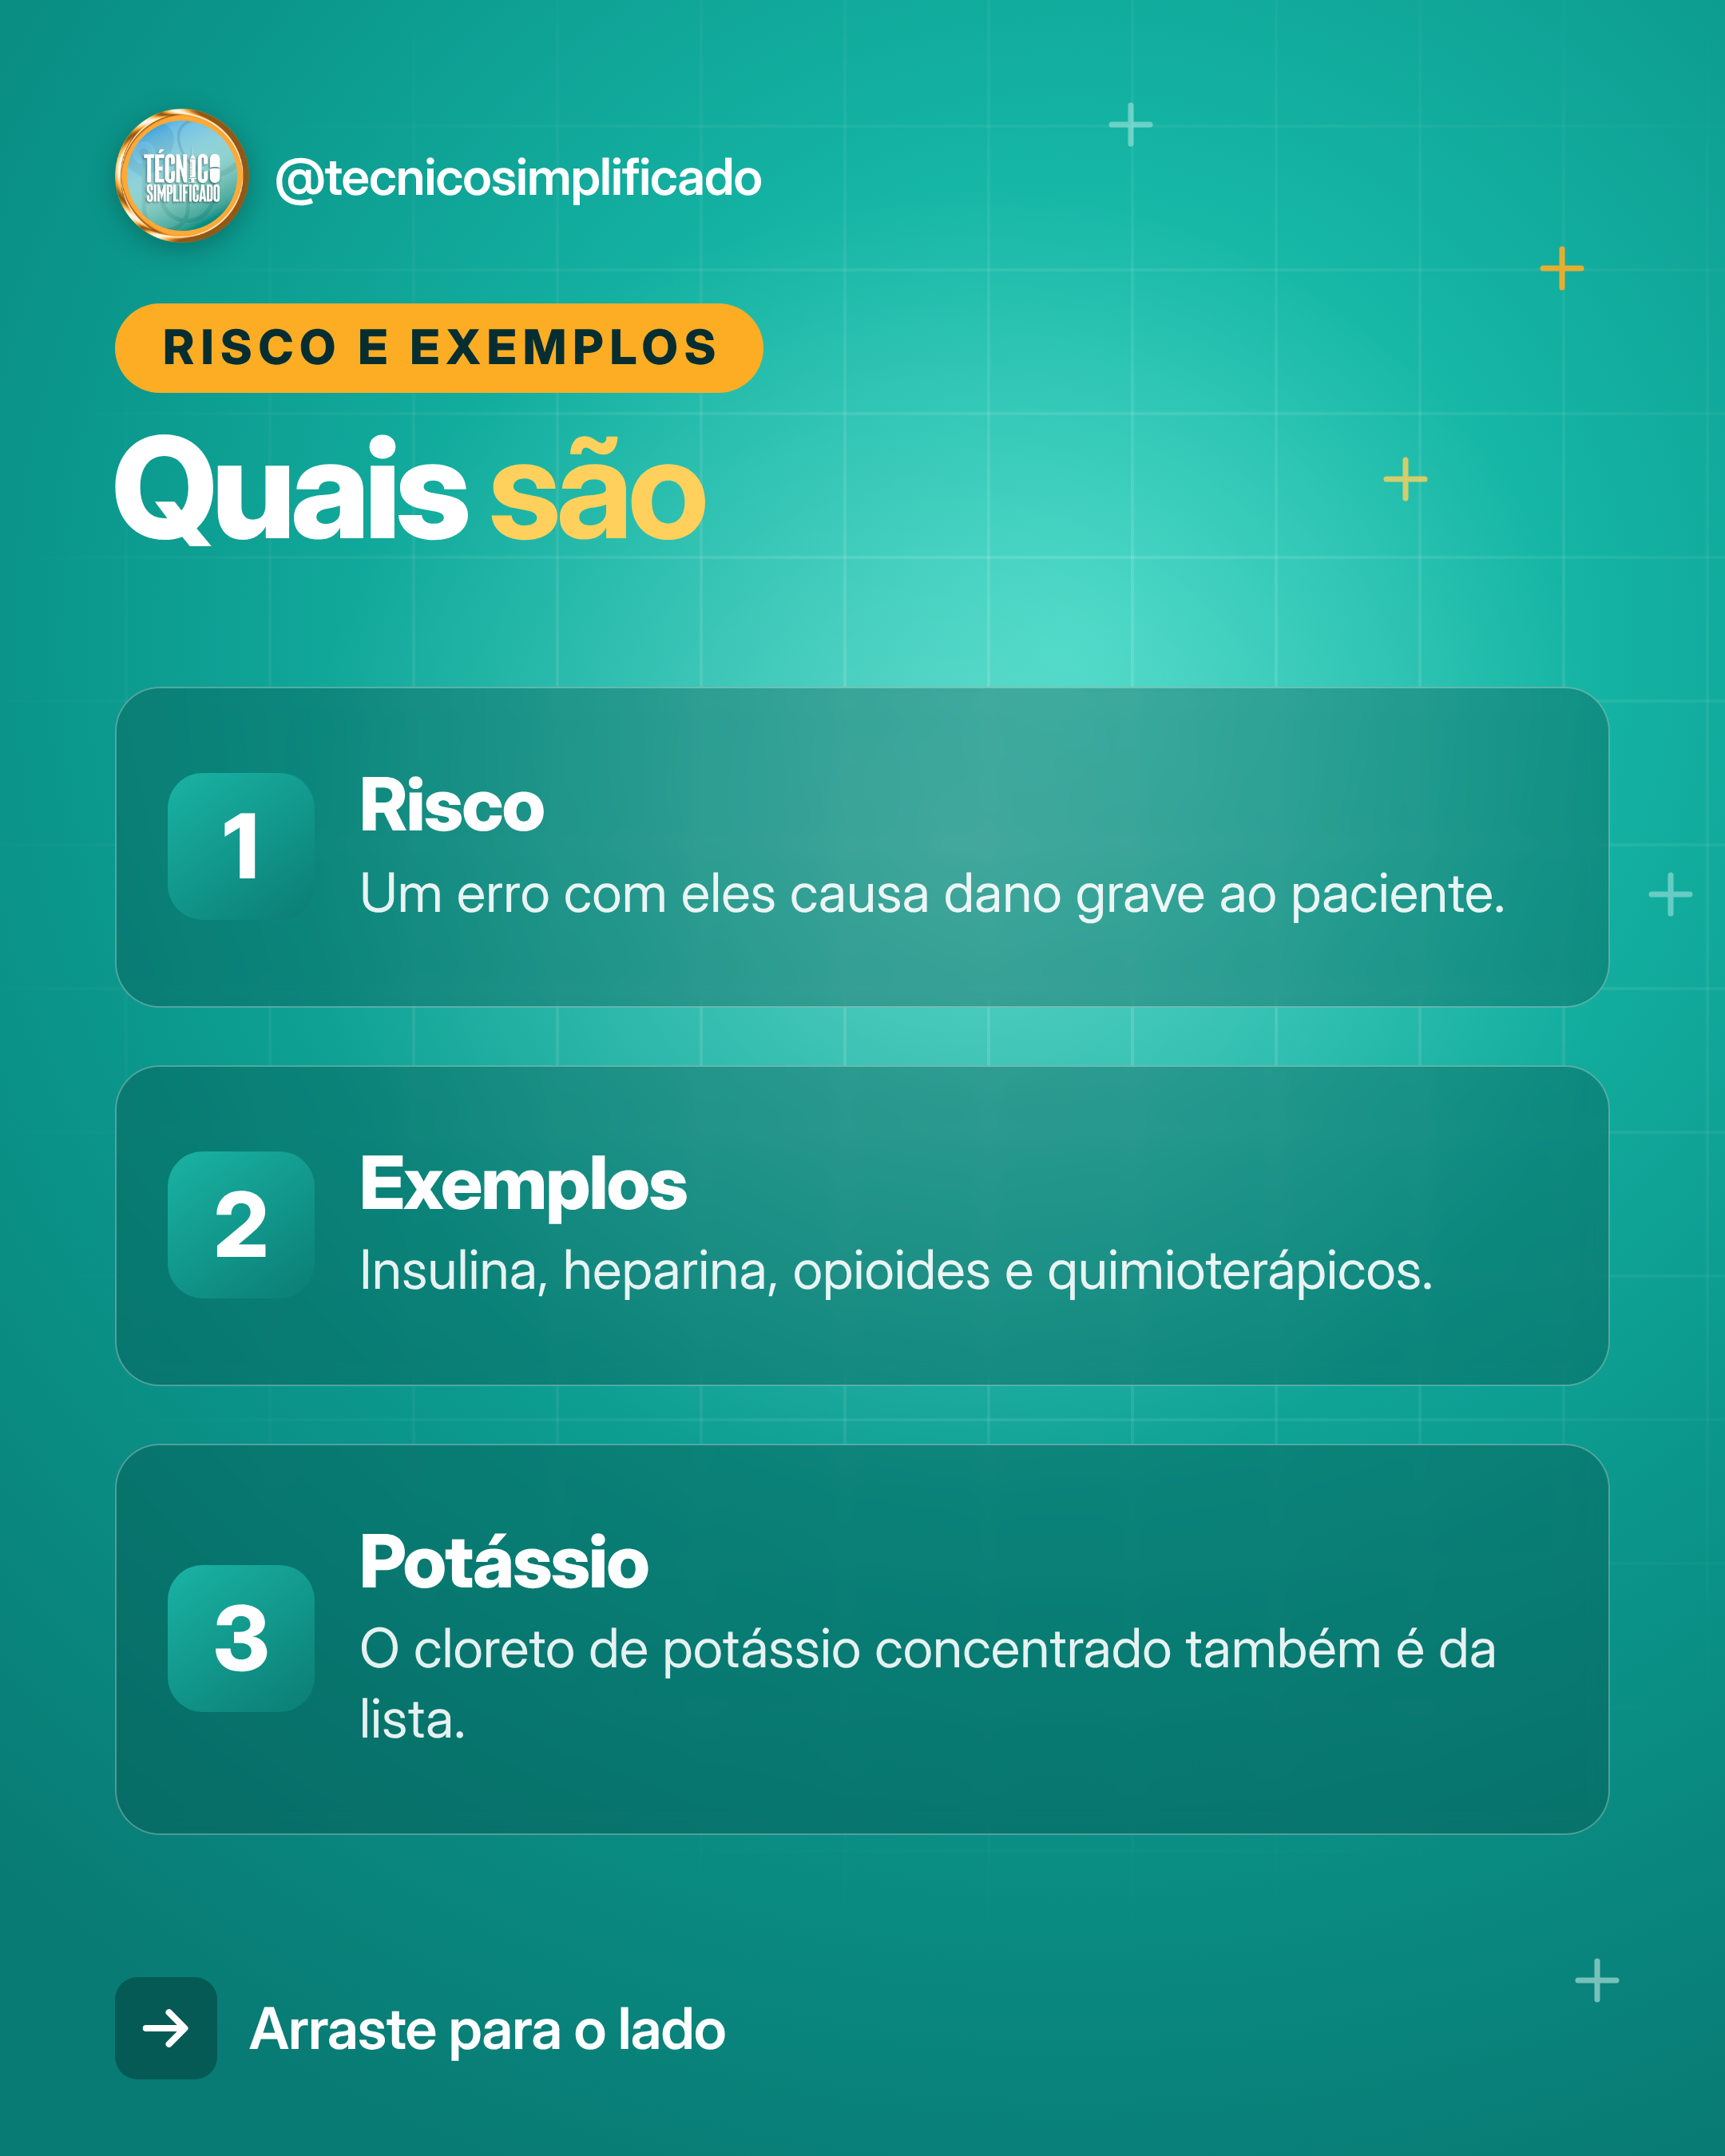 TÉCNICO
SIMPLIFICADO
@tecnicosimplificado
RISCO E EXEMPLOS
Quais são
1
Risco
Um erro com eles causa dano grave ao paciente.
2
Exemplos
Insulina, heparina, opioides e quimioterápicos.
3
Potássio
O cloreto de potássio concentrado também é da
lista.
Arraste para o lado